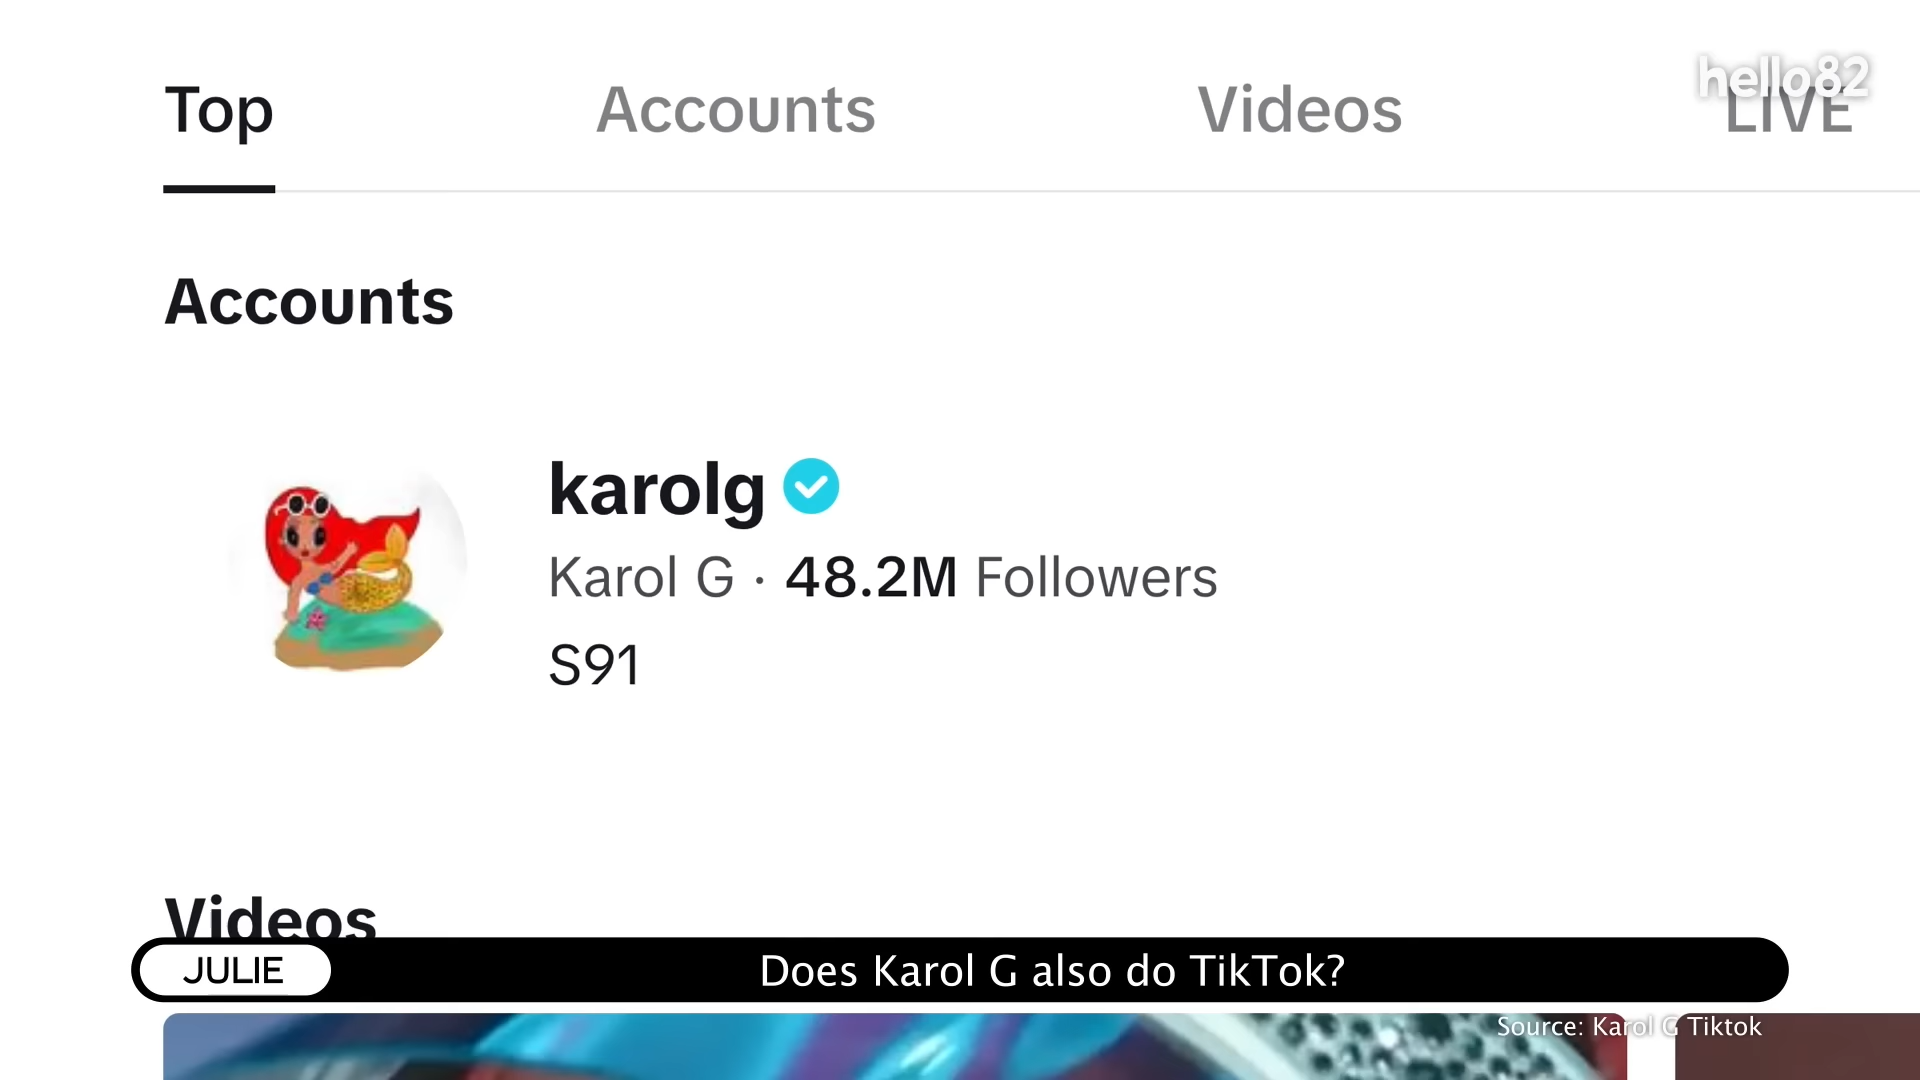 hello82
Top Accounts Videos LIVE
Accounts
karolg
Karol G · 48.2M Followers
S91
Videos
JULIE Does Karol G also do TikTok?
Source: Karol G Tiktok